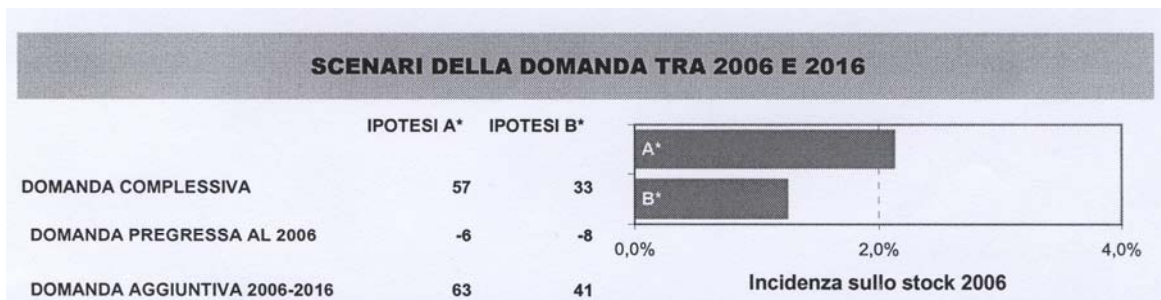 SCENARI DELLA DOMANDA TRA 2006 E 2016
IPOTESI A* IPOTESI B*
DOMANDA COMPLESSIVA 57 33
DOMANDA PREGRESSA AL 2006 -6 -8
DOMANDA AGGIUNTIVA 2006-2016 63 41
A*
B*
0,0% 2,0% 4,0%
Incidenza sullo stock 2006